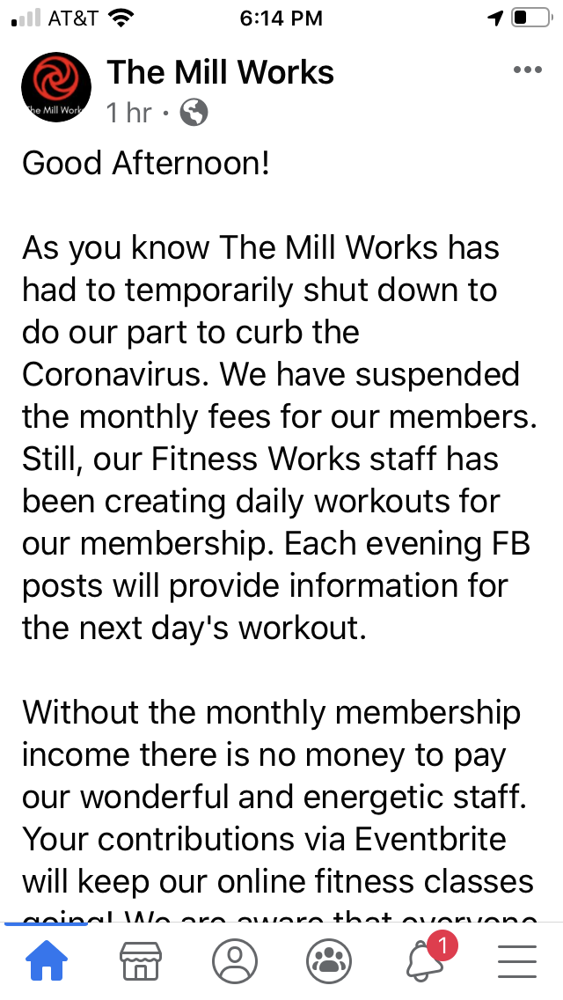 AT&T 6:14 PM
The Mill Works
he Mill Work
1 hr ·
Good Afternoon!
As you know The Mill Works has
had to temporarily shut down to
do our part to curb the
Coronavirus. We have suspended
the monthly fees for our members.
Still, our Fitness Works staff has
been creating daily workouts for
our membership. Each evening FB
posts will provide information for
the next day's workout.
Without the monthly membership
income there is no money to pay
our wonderful and energetic staff.
Your contributions via Eventbrite
will keep our online fitness classes
going! We are aware that everyone
1